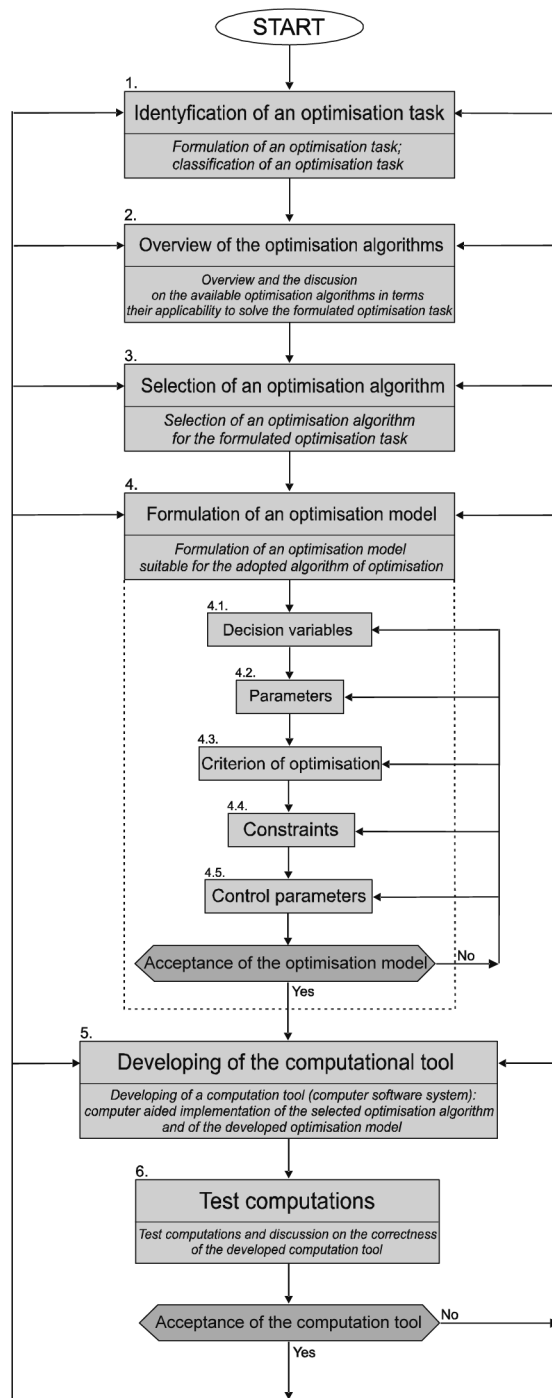 START
1.
Identyfication of an optimisation task
Formulation of an optimisation task;
classification of an optimisation task
2.
Overview of the optimisation algorithms
Overview and the discusion
on the available optimisation algorithms in terms
their applicability to solve the formulated optimisation task
3.
Selection of an optimisation algorithm
Selection of an optimisation algorithm
for the formulated optimisation task
4.
Formulation of an optimisation model
Formulation of an optimisation model
suitable for the adopted algorithm of optimisation
4.1.
Decision variables
4.2.
Parameters
4.3.
Criterion of optimisation
4.4.
Constraints
4.5.
Control parameters
Acceptance of the optimisation model
No
Yes
5.
Developing of the computational tool
Developing of a computation tool (computer software system):
computer aided implementation of the selected optimisation algorithm
and of the developed optimisation model
6.
Test computations
Test computations and discussion on the correctness
of the developed computation tool
Acceptance of the computation tool
No
Yes